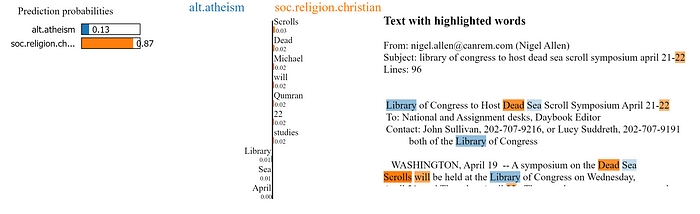 Prediction probabilities
alt.atheism 0.13
soc.religion.ch... 0.87
alt.atheism
soc.religion.christian
Scrolls
0.03
Dead
0.02
Michael
0.02
will
0.02
Qumran
0.02
22
0.02
studies
0.02
Library
0.01
Sea
0.01
April
0.00
Text with highlighted words
From: nigel.allen@canrem.com (Nigel Allen)
Subject: library of congress to host dead sea scroll symposium april 21-22
Lines: 96
Library of Congress to Host Dead Sea Scroll Symposium April 21-22
To: National and Assignment desks, Daybook Editor
Contact: John Sullivan, 202-707-9216, or Lucy Suddreth, 202-707-9191
both of the Library of Congress
WASHINGTON, April 19 -- A symposium on the Dead Sea
Scrolls will be held at the Library of Congress on Wednesday,